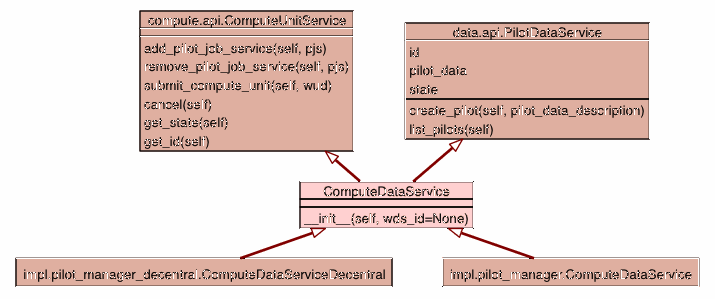 compute.api.ComputeUnitService
add_pilot_job_service(self, pjs)
remove_pilot_job_service(self, pjs)
submit_compute_unit(self, wud)
cancel(self)
get_state(self)
get_id(self)
data.api.PilotDataService
id
pilot_data
state
create_pilot(self, pilot_data_description)
list_pilots(self)
ComputeDataService
__init__(self, wds_id=None)
impl.pilot_manager_decentral.ComputeDataServiceDecentral
impl.pilot_manager.ComputeDataService